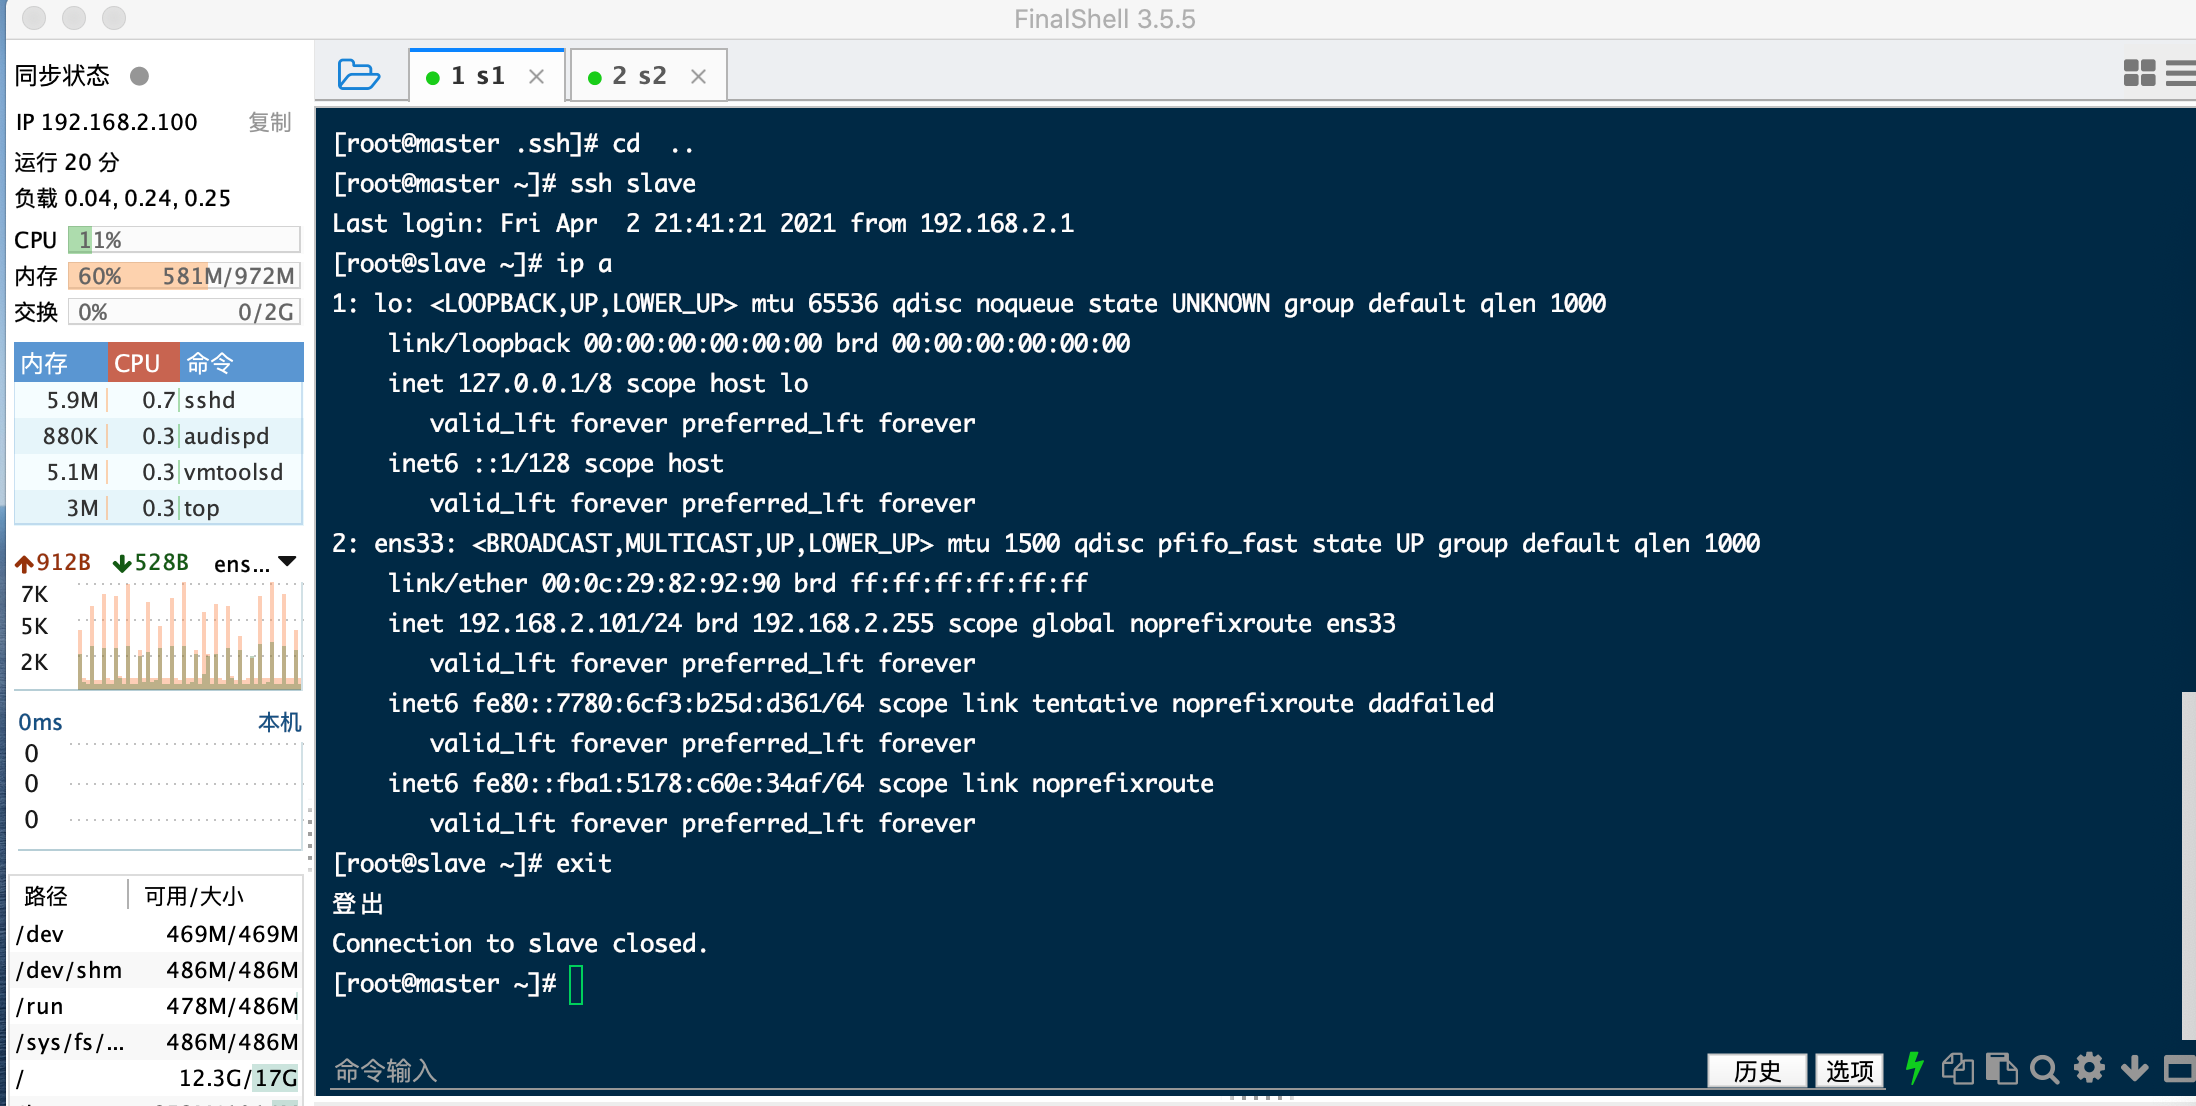 FinalShell 3.5.5
同步状态
IP 192.168.2.100 复制
运行 20 分
负载 0.04, 0.24, 0.25
CPU 11%
内存 60% 581M/972M
交换 0% 0/2G
内存 CPU 命令
5.9M 0.7 sshd
880K 0.3 audispd
5.1M 0.3 vmtoolsd
3M 0.3 top
912B 528B ens...
7K
5K
2K
0ms 本机
0
0
0
路径 可用/大小
/dev 469M/469M
/dev/shm 486M/486M
/run 478M/486M
/sys/fs/... 486M/486M
/ 12.3G/17G
1 s1 2 s2
[root@master .ssh]# cd  ..
[root@master ~]# ssh slave
Last login: Fri Apr  2 21:41:21 2021 from 192.168.2.1
[root@slave ~]# ip a
1: lo: <LOOPBACK,UP,LOWER_UP> mtu 65536 qdisc noqueue state UNKNOWN group default qlen 1000
    link/loopback 00:00:00:00:00:00 brd 00:00:00:00:00:00
    inet 127.0.0.1/8 scope host lo
       valid_lft forever preferred_lft forever
    inet6 ::1/128 scope host
       valid_lft forever preferred_lft forever
2: ens33: <BROADCAST,MULTICAST,UP,LOWER_UP> mtu 1500 qdisc pfifo_fast state UP group default qlen 1000
    link/ether 00:0c:29:82:92:90 brd ff:ff:ff:ff:ff:ff
    inet 192.168.2.101/24 brd 192.168.2.255 scope global noprefixroute ens33
       valid_lft forever preferred_lft forever
    inet6 fe80::7780:6cf3:b25d:d361/64 scope link tentative noprefixroute dadfailed
       valid_lft forever preferred_lft forever
    inet6 fe80::fba1:5178:c60e:34af/64 scope link noprefixroute
       valid_lft forever preferred_lft forever
[root@slave ~]# exit
登出
Connection to slave closed.
[root@master ~]#
命令输入 历史 选项